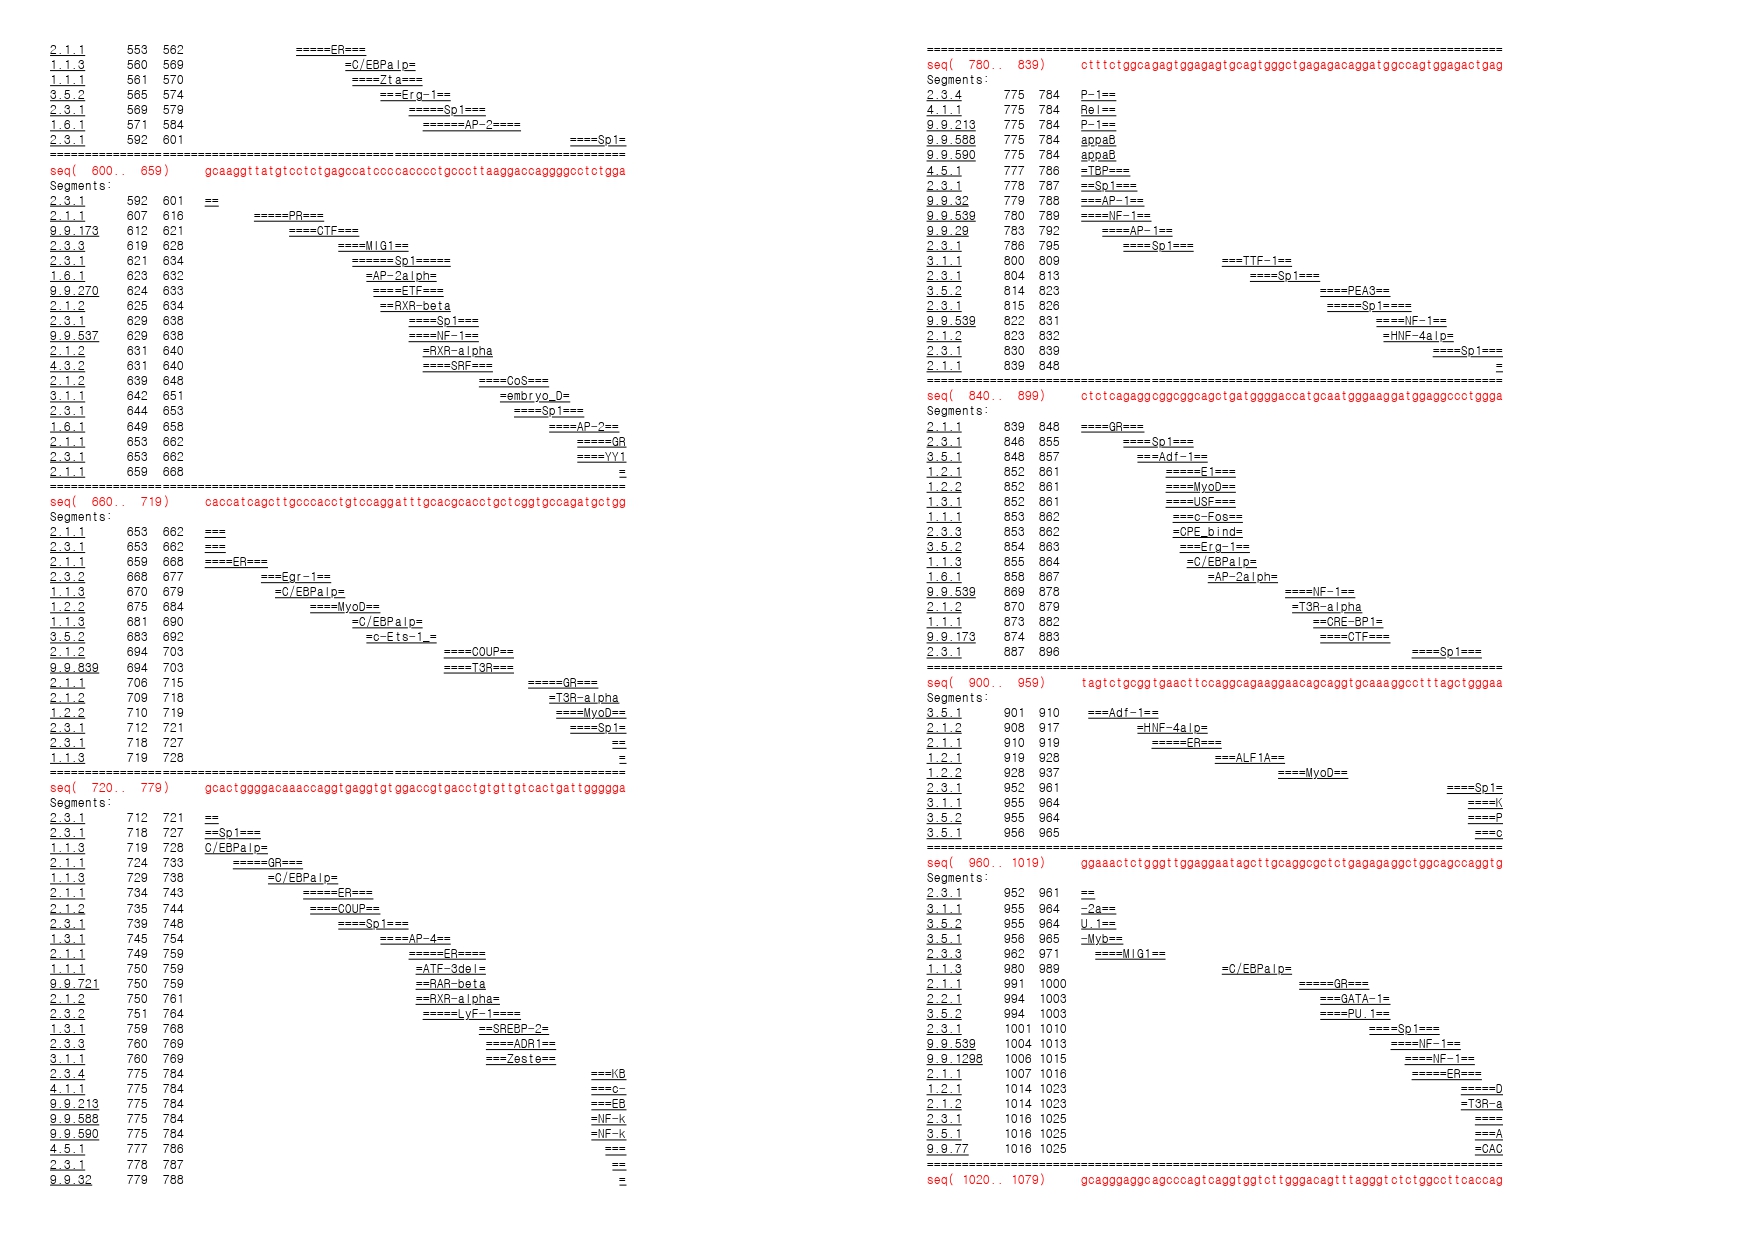 2.1.1 553 562 =====ER===
1.1.3 560 569 =C/EBPalp=
1.1.1 561 570 ====Zta===
3.5.2 565 574 ===Erg-1==
2.3.1 569 579 =====Sp1===
1.6.1 571 584 ======AP-2====
2.3.1 592 601 ====Sp1=
==================================================================================
seq( 600.. 659) gcaaggttatgtcctctgagccatccccacccctgcccttaaggaccaggggcctctgga
Segments:
2.3.1 592 601 ==
2.1.1 607 616 =====PR===
9.9.173 612 621 ====CTF===
2.3.3 619 628 ====MIG1==
2.3.1 621 634 ======Sp1=====
1.6.1 623 632 =AP-2alph=
9.9.270 624 633 ====ETF===
2.1.2 625 634 ==RXR-beta
2.3.1 629 638 ====Sp1===
9.9.537 629 638 ====NF-1==
2.1.2 631 640 =RXR-alpha
4.3.2 631 640 ====SRF===
2.1.2 639 648 ====CoS===
3.1.1 642 651 =embryo_D=
2.3.1 644 653 ====Sp1===
1.6.1 649 658 ====AP-2==
2.1.1 653 662 =====GR
2.3.1 653 662 ====YY1
2.1.1 659 668 =
==================================================================================
seq( 660.. 719) caccatcagcttgcccacctgtccaggatttgcacgcacctgctcggtgccagatgctgg
Segments:
2.1.1 653 662 ===
2.3.1 653 662 ===
2.1.1 659 668 ====ER===
2.3.2 668 677 ===Egr-1==
1.1.3 670 679 =C/EBPalp=
1.2.2 675 684 ====MyoD==
1.1.3 681 690 =C/EBPalp=
3.5.2 683 692 =c-Ets-1_=
2.1.2 694 703 ====COUP==
9.9.839 694 703 ====T3R===
2.1.1 706 715 =====GR===
2.1.2 709 718 =T3R-alpha
1.2.2 710 719 ====MyoD==
2.3.1 712 721 ====Sp1=
2.3.1 718 727 ==
1.1.3 719 728 =
==================================================================================
seq( 720.. 779) gcactggggacaaaccaggtgaggtgtggaccgtgacctgtgttgtcactgattggggga
Segments:
2.3.1 712 721 ==
2.3.1 718 727 ==Sp1===
1.1.3 719 728 C/EBPalp=
2.1.1 724 733 =====GR===
1.1.3 729 738 =C/EBPalp=
2.1.1 734 743 =====ER===
2.1.2 735 744 ====COUP==
2.3.1 739 748 ====Sp1===
1.3.1 745 754 ====AP-4==
2.1.1 749 759 =====ER====
1.1.1 750 759 =ATF-3del=
9.9.721 750 759 ==RAR-beta
2.1.2 750 761 ==RXR-alpha=
2.3.2 751 764 =====LyF-1====
1.3.1 759 768 ==SREBP-2=
2.3.3 760 769 ====ADR1==
3.1.1 760 769 ===Zeste==
2.3.4 775 784 ===KB
4.1.1 775 784 ===c-
9.9.213 775 784 ===EB
9.9.588 775 784 =NF-k
9.9.590 775 784 =NF-k
4.5.1 777 786 ===
2.3.1 778 787 ==
9.9.32 779 788 =
==================================================================================
seq( 780.. 839) ctttctggcagagtggagagtgcagtgggctgagagacaggatggccagtggagactgag
Segments:
2.3.4 775 784 P-1==
4.1.1 775 784 Rel==
9.9.213 775 784 P-1==
9.9.588 775 784 appaB
9.9.590 775 784 appaB
4.5.1 777 786 =TBP===
2.3.1 778 787 ==Sp1===
9.9.32 779 788 ===AP-1==
9.9.539 780 789 ====NF-1==
9.9.29 783 792 ====AP-1==
2.3.1 786 795 ====Sp1===
3.1.1 800 809 ===TTF-1==
2.3.1 804 813 ====Sp1===
3.5.2 814 823 ====PEA3==
2.3.1 815 826 =====Sp1====
9.9.539 822 831 ====NF-1==
2.1.2 823 832 =HNF-4alp=
2.3.1 830 839 ====Sp1===
2.1.1 839 848 =
==================================================================================
seq( 840.. 899) ctctcagaggcggcggcagctgatggggaccatgcaatgggaaggatggaggccctggga
Segments:
2.1.1 839 848 ====GR===
2.3.1 846 855 ====Sp1===
3.5.1 848 857 ===Adf-1==
1.2.1 852 861 =====E1===
1.2.2 852 861 ====MyoD==
1.3.1 852 861 ====USF===
1.1.1 853 862 ===c-Fos==
2.3.3 853 862 =CPE_bind=
3.5.2 854 863 ===Erg-1==
1.1.3 855 864 =C/EBPalp=
1.6.1 858 867 =AP-2alph=
9.9.539 869 878 ====NF-1==
2.1.2 870 879 =T3R-alpha
1.1.1 873 882 ==CRE-BP1=
9.9.173 874 883 ====CTF===
2.3.1 887 896 ====Sp1===
==================================================================================
seq( 900.. 959) tagtctgcggtgaacttccaggcagaaggaacagcaggtgcaaaggcctttagctgggaa
Segments:
3.5.1 901 910 ===Adf-1==
2.1.2 908 917 =HNF-4alp=
2.1.1 910 919 =====ER===
1.2.1 919 928 ===ALF1A==
1.2.2 928 937 ====MyoD==
2.3.1 952 961 ====Sp1=
3.1.1 955 964 ====K
3.5.2 955 964 ====P
3.5.1 956 965 ===c
==================================================================================
seq( 960.. 1019) ggaaactctgggttggaggaatagcttgcaggcgctctgagagaggctggcagccaggtg
Segments:
2.3.1 952 961 ==
3.1.1 955 964 -2a==
3.5.2 955 964 U.1==
3.5.1 956 965 -Myb==
2.3.3 962 971 ====MIG1==
1.1.3 980 989 =C/EBPalp=
2.1.1 991 1000 =====GR===
2.2.1 994 1003 ===GATA-1=
3.5.2 994 1003 ====PU.1==
2.3.1 1001 1010 ====Sp1===
9.9.539 1004 1013 ====NF-1==
9.9.1298 1006 1015 ====NF-1==
2.1.1 1007 1016 =====ER===
1.2.1 1014 1023 =====D
2.1.2 1014 1023 =T3R-a
2.3.1 1016 1025 ====
3.5.1 1016 1025 ===A
9.9.77 1016 1025 =CAC
==================================================================================
seq( 1020.. 1079) gcagggaggcagcccagtcaggtggtcttgggacagtttagggtctctggccttcaccag